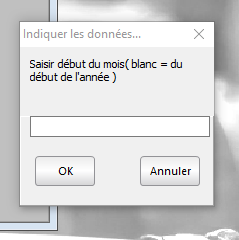 Indiquer les données...
Saisir début du mois( blanc = du
début de l'année )
OK
Annuler